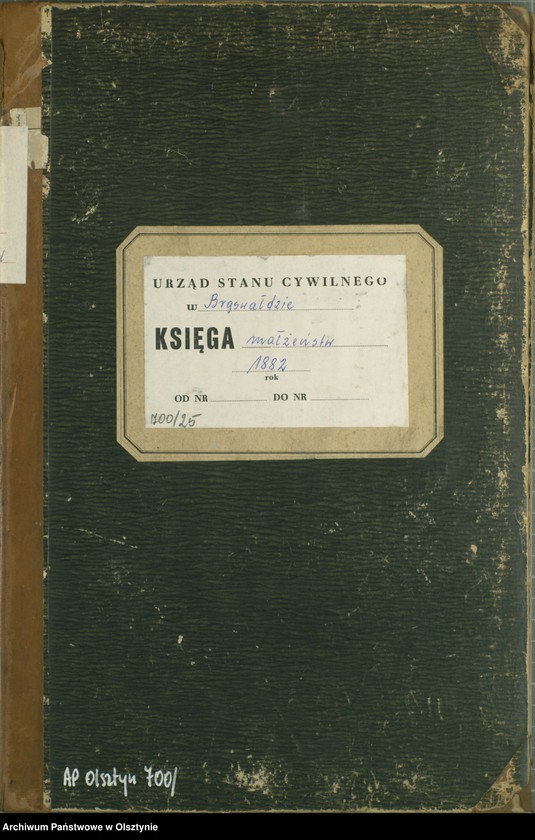 URZĄD STANU CYWILNEGO
w Brąswałdzie
KSIĘGA małżeństw
1882
rok
OD NR DO NR
700/25
AP Olsztyn 700/
Archiwum Państwowe w Olsztynie